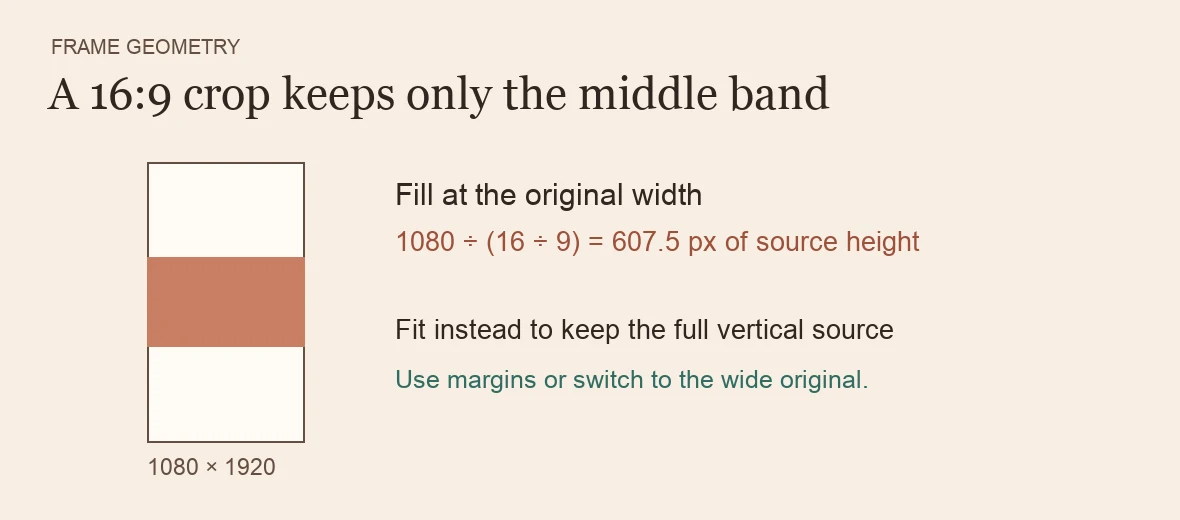 FRAME GEOMETRY
A 16:9 crop keeps only the middle band
Fill at the original width
1080 ÷ (16 ÷ 9) = 607.5 px of source height
Fit instead to keep the full vertical source
Use margins or switch to the wide original.
1080 × 1920